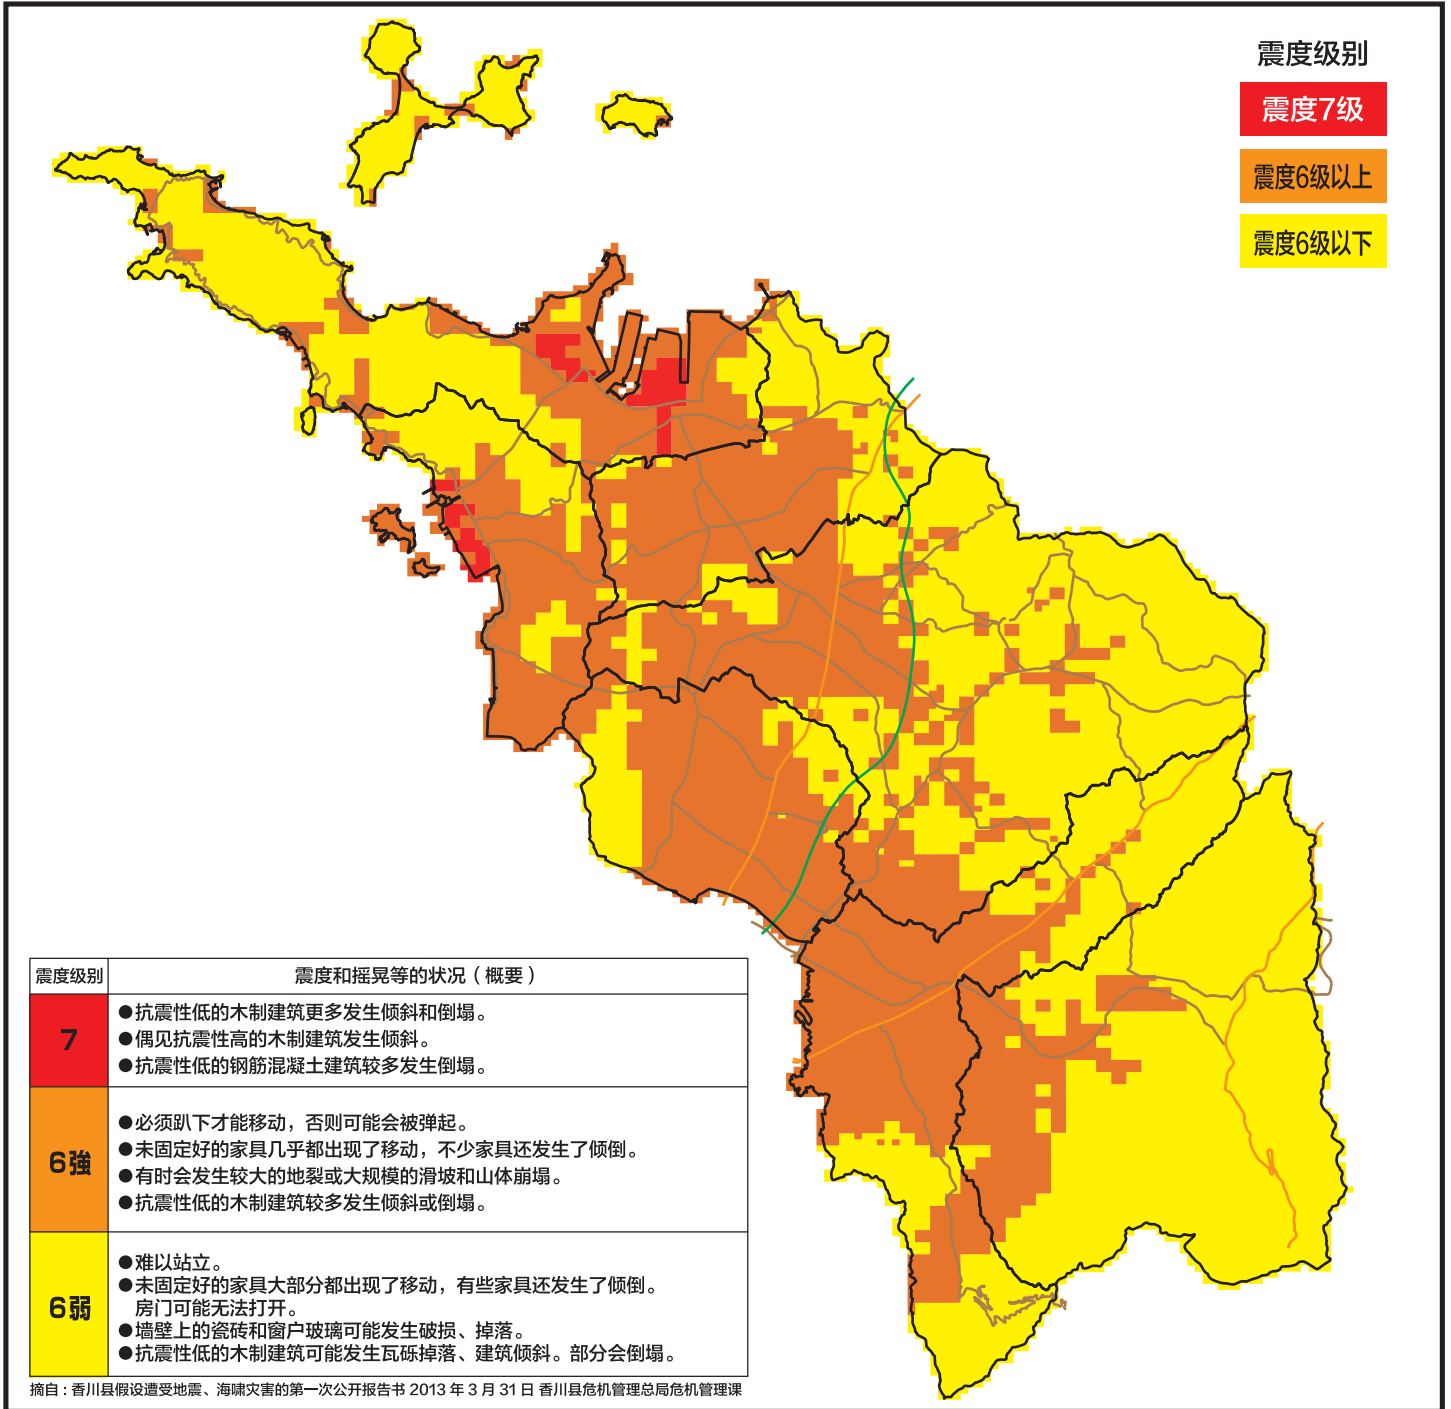 震度级别
震度7级
震度6级以上
震度6级以下
震度级别
震度和摇晃等的状况（概要）
7
●抗震性低的木制建筑更多发生倾斜和倒塌。
●偶见抗震性高的木制建筑发生倾斜。
●抗震性低的钢筋混凝土建筑较多发生倒塌。
6強
●必须趴下才能移动，否则可能会被弹起。
●未固定好的家具几乎都出现了移动，不少家具还发生了倾倒。
●有时会发生较大的地裂或大规模的滑坡和山体崩塌。
●抗震性低的木制建筑较多发生倾斜或倒塌。
6弱
●难以站立。
●未固定好的家具大部分都出现了移动，有些家具还发生了倾倒。
房门可能无法打开。
●墙壁上的瓷砖和窗户玻璃可能发生破损、掉落。
●抗震性低的木制建筑可能发生瓦砾掉落、建筑倾斜。部分会倒塌。
摘自：香川县假设遭受地震、海啸灾害的第一次公开报告书 2013 年 3 月 31 日 香川县危机管理总局危机管理课